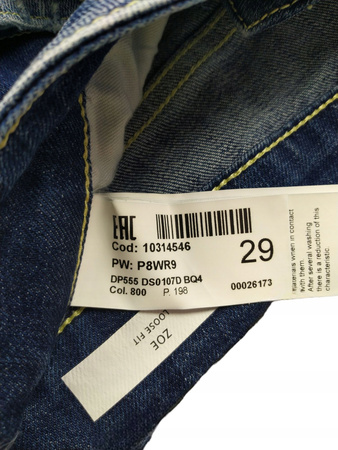 EAC
Code: 10314546
29
PW: P8WR9
DP555 DS0107D BQ4
Col. 800 P. 198 00026173
materials when in contact
with them.
After several washing
there is a reduction of this
characteristic.
ZOE
LOOSE FIT